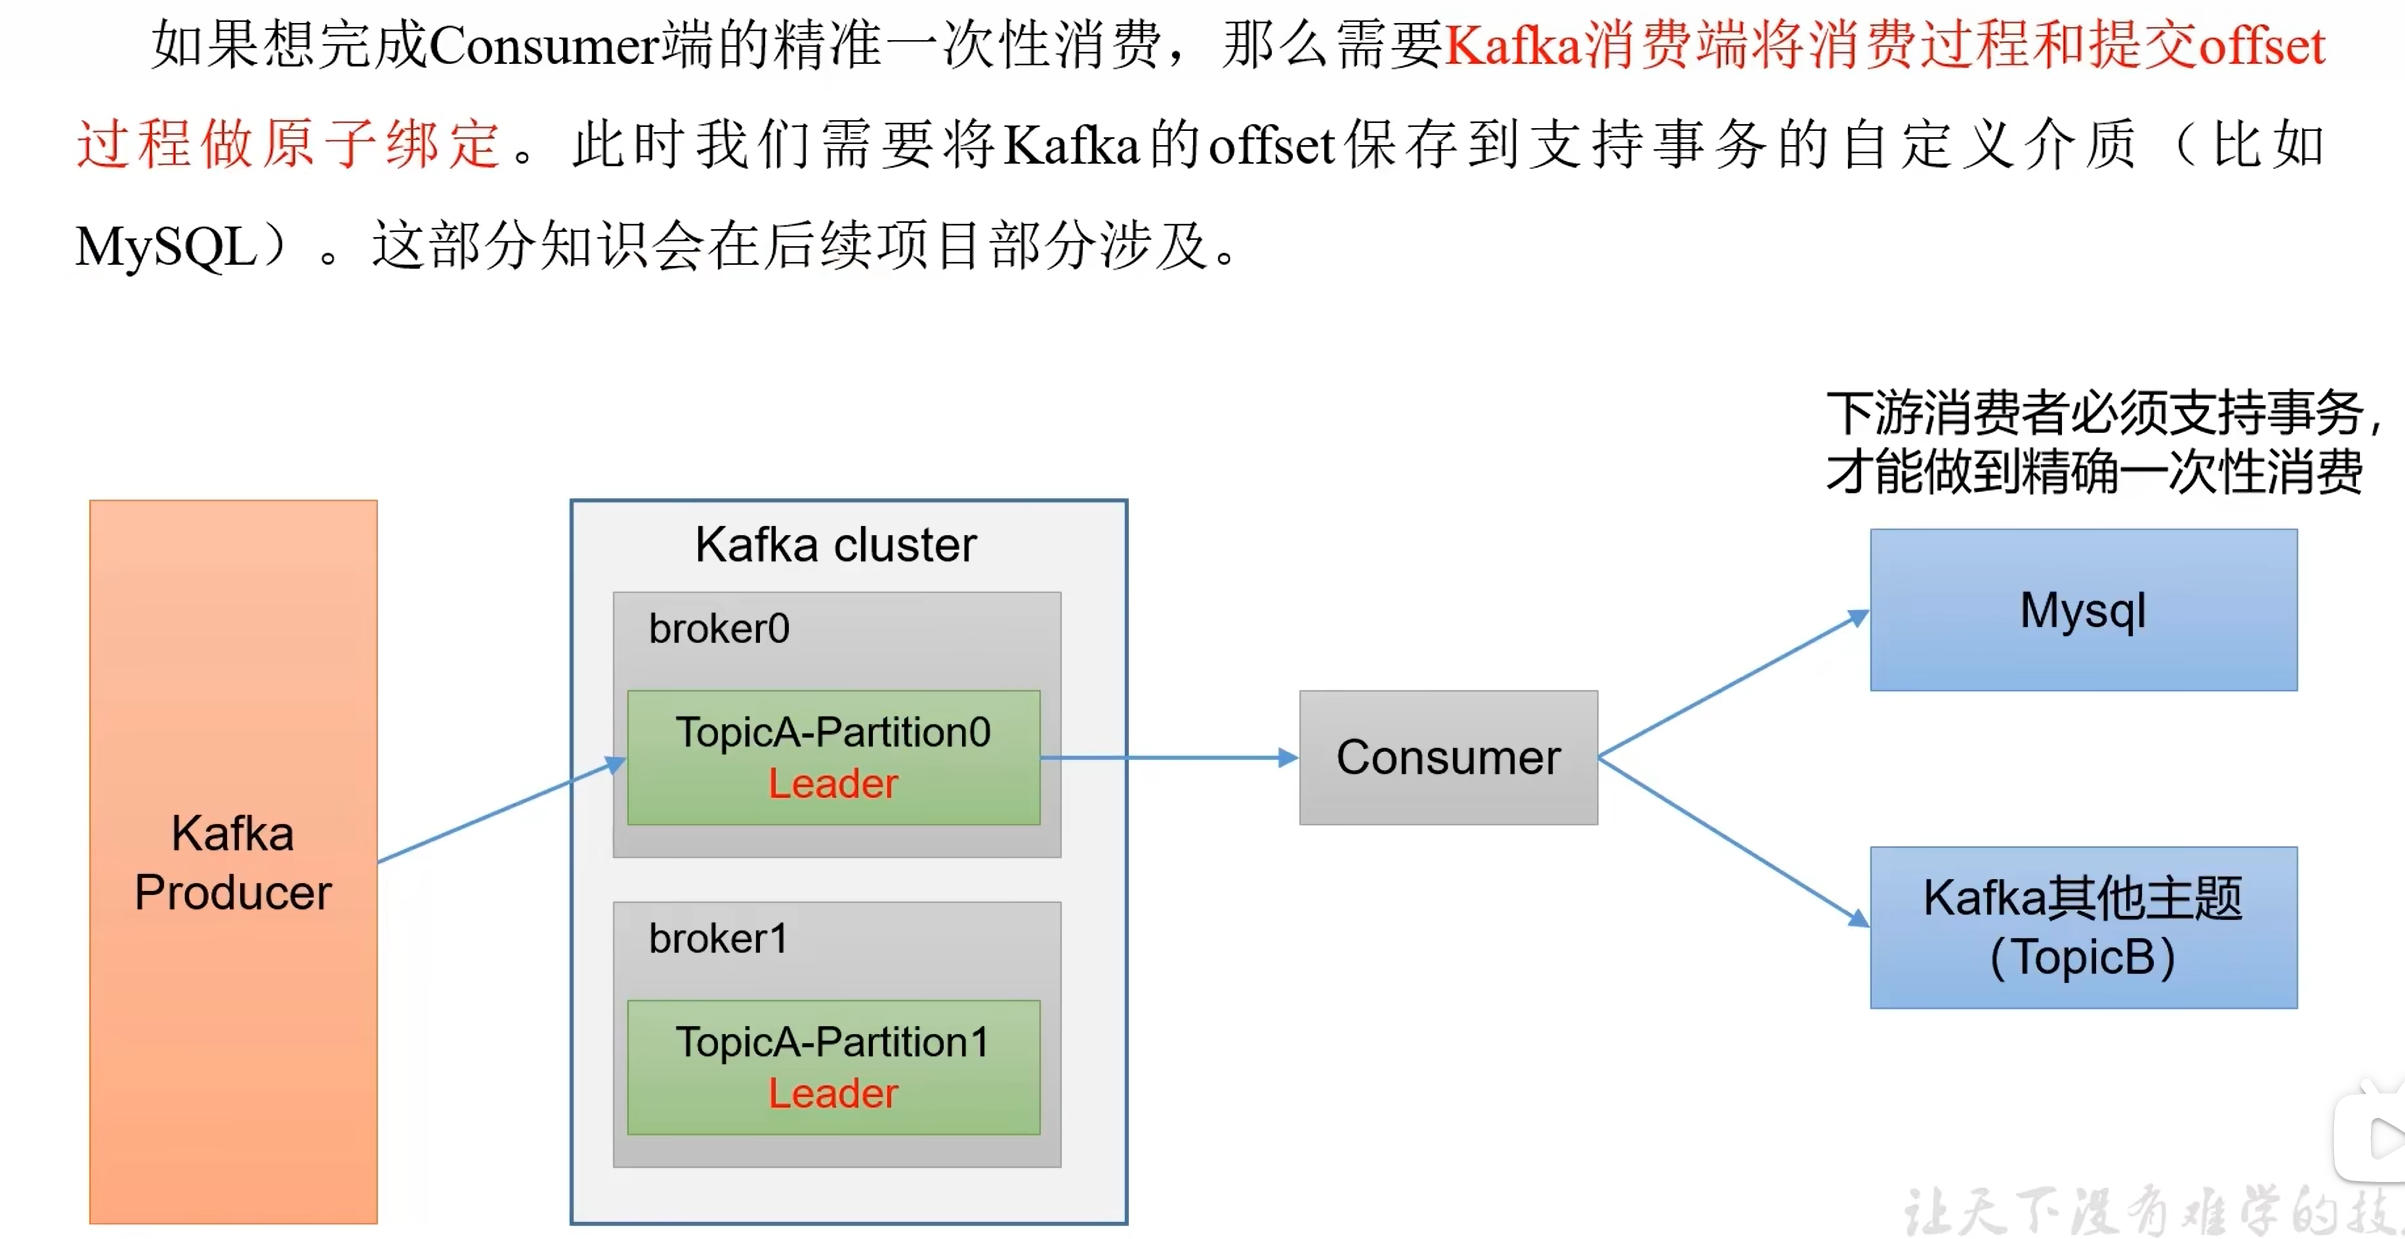 如果想完成Consumer端的精准一次性消费，那么需要Kafka消费端将消费过程和提交offset
过程做原子绑定。此时我们需要将Kafka的offset保存到支持事务的自定义介质（比如
MySQL）。这部分知识会在后续项目部分涉及。
下游消费者必须支持事务，
才能做到精确一次性消费
Kafka cluster
broker0
TopicA-Partition0
Leader
broker1
TopicA-Partition1
Leader
Kafka
Producer
Consumer
Mysql
Kafka其他主题
（TopicB）
让天下没有难学的技